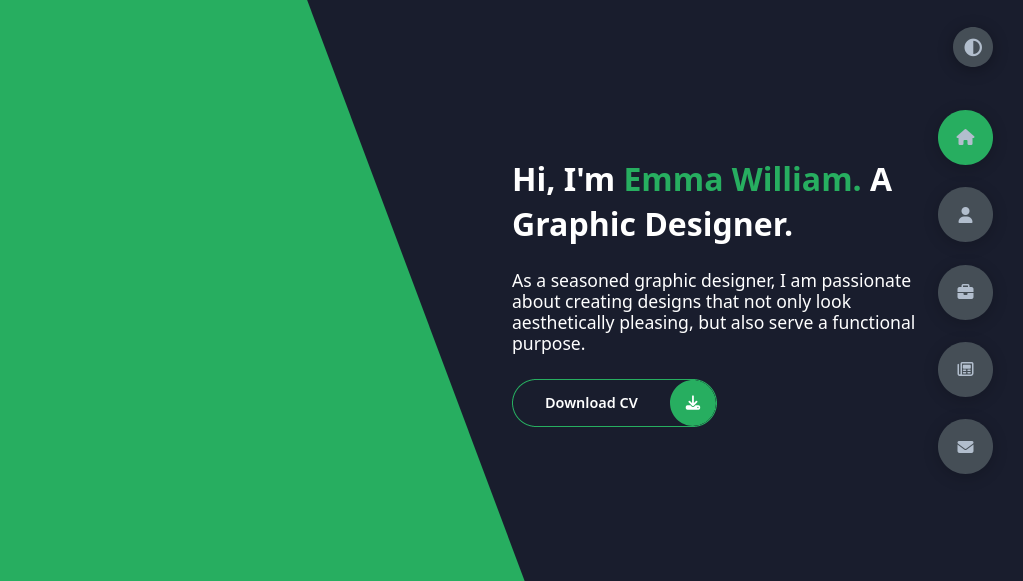 Hi, I'm Emma William. A
Graphic Designer.
As a seasoned graphic designer, I am passionate
about creating designs that not only look
aesthetically pleasing, but also serve a functional
purpose.
Download CV